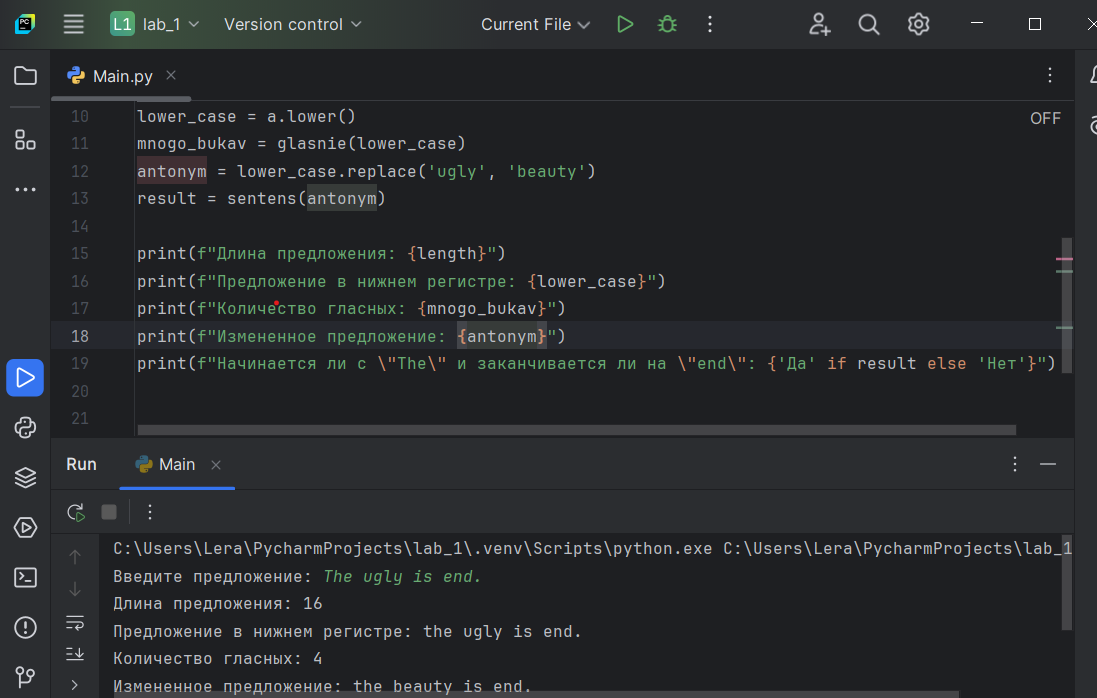 L1 lab_1 Version control Current File
Main.py
10 lower_case = a.lower()
OFF
11 mnogo_bukav = glasnie(lower_case)
12 antonym = lower_case.replace('ugly', 'beauty')
13 result = sentens(antonym)
14
15 print(f"Длина предложения: {length}")
16 print(f"Предложение в нижнем регистре: {lower_case}")
17 print(f"Количество гласных: {mnogo_bukav}")
18 print(f"Измененное предложение: {antonym}")
19 print(f"Начинается ли с \"The\" и заканчивается ли на \"end\": {'Да' if result else 'Нет'}")
20
21
Run Main
C:\Users\Lera\PycharmProjects\lab_1\.venv\Scripts\python.exe C:\Users\Lera\PycharmProjects\lab_1
Введите предложение: The ugly is end.
Длина предложения: 16
Предложение в нижнем регистре: the ugly is end.
Количество гласных: 4
Измененное предложение: the beauty is end.